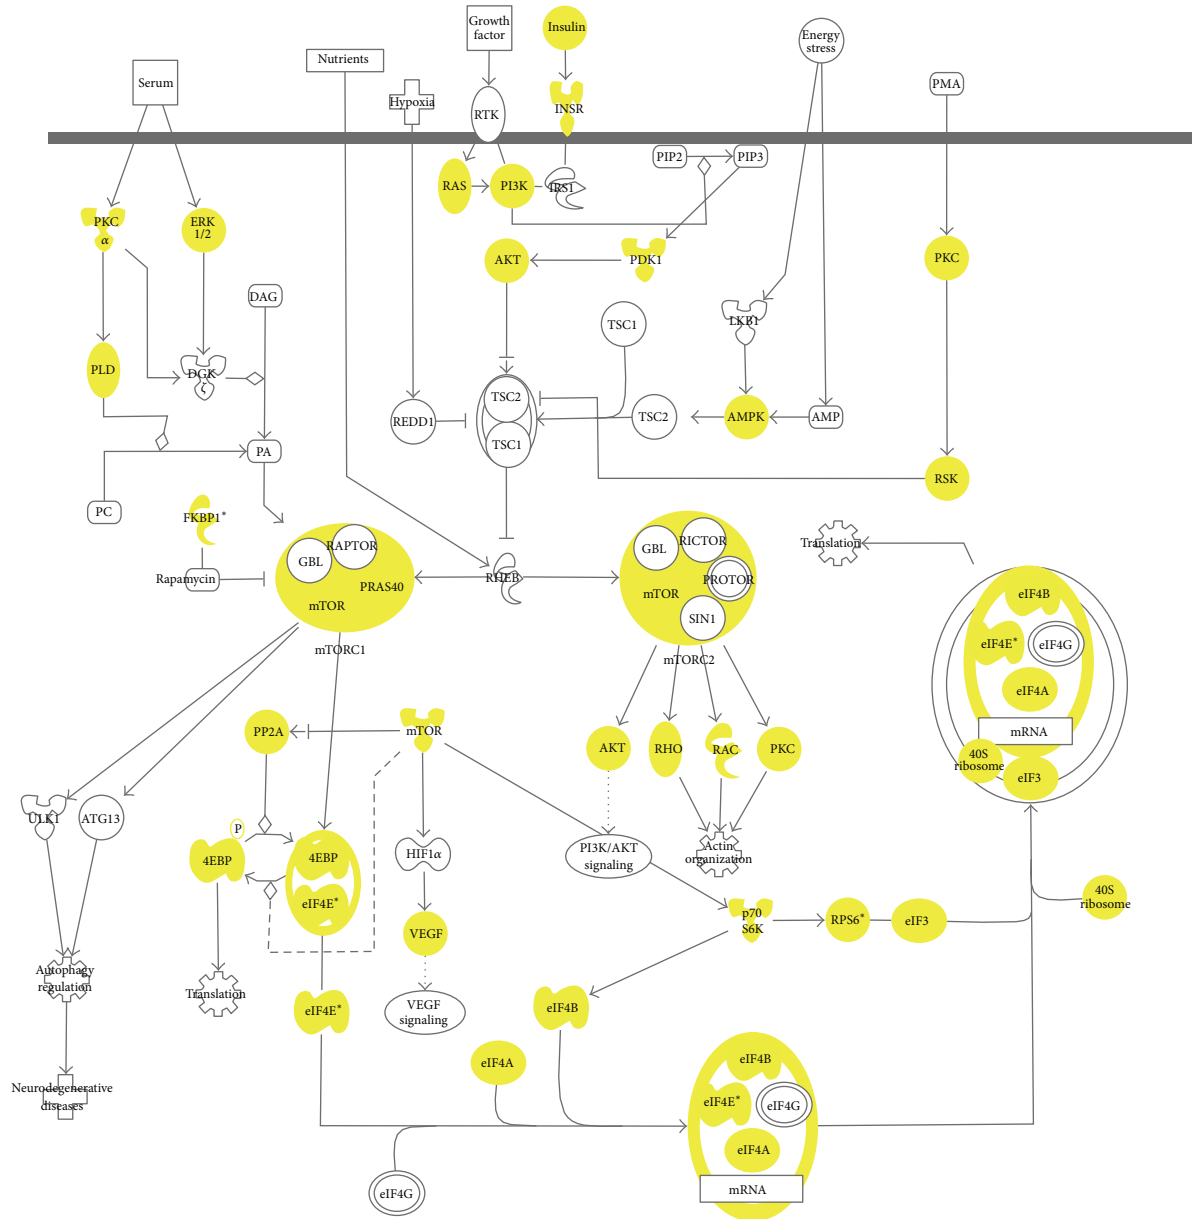 Growth
factor
Insulin
Energy
stress
Nutrients
Serum
Hypoxia
RTK
INSR
PMA
RAS
PI3K
IRS1
PIP2
PIP3
PKC
α
ERK
1/2
AKT
PDK1
PKC
DAG
TSC1
LKB1
PLD
DGK
ζ
TSC2
REDD1
TSC2
AMPK
AMP
TSC1
PA
RSK
PC
FKBP1*
RAPTOR
GBL
Rapamycin
PRAS40
mTOR
mTORC1
RHEB
GBL
RICTOR
PROTOR
mTOR
SIN1
mTORC2
Translation
eIF4B
eIF4E*
eIF4G
eIF4A
mRNA
40S
ribosome
eIF3
PP2A
mTOR
AKT
RHO
RAC
PKC
ULK1
ATG13
P
4EBP
4EBP
eIF4E*
HIF1α
PI3K/AKT
signaling
Actin
organization
VEGF
p70
S6K
RPS6*
eIF3
40S
ribosome
Autophagy
regulation
Translation
eIF4E*
VEGF
signaling
eIF4B
Neurodegenerative
diseases
eIF4A
eIF4G
eIF4B
eIF4E*
eIF4G
eIF4A
mRNA